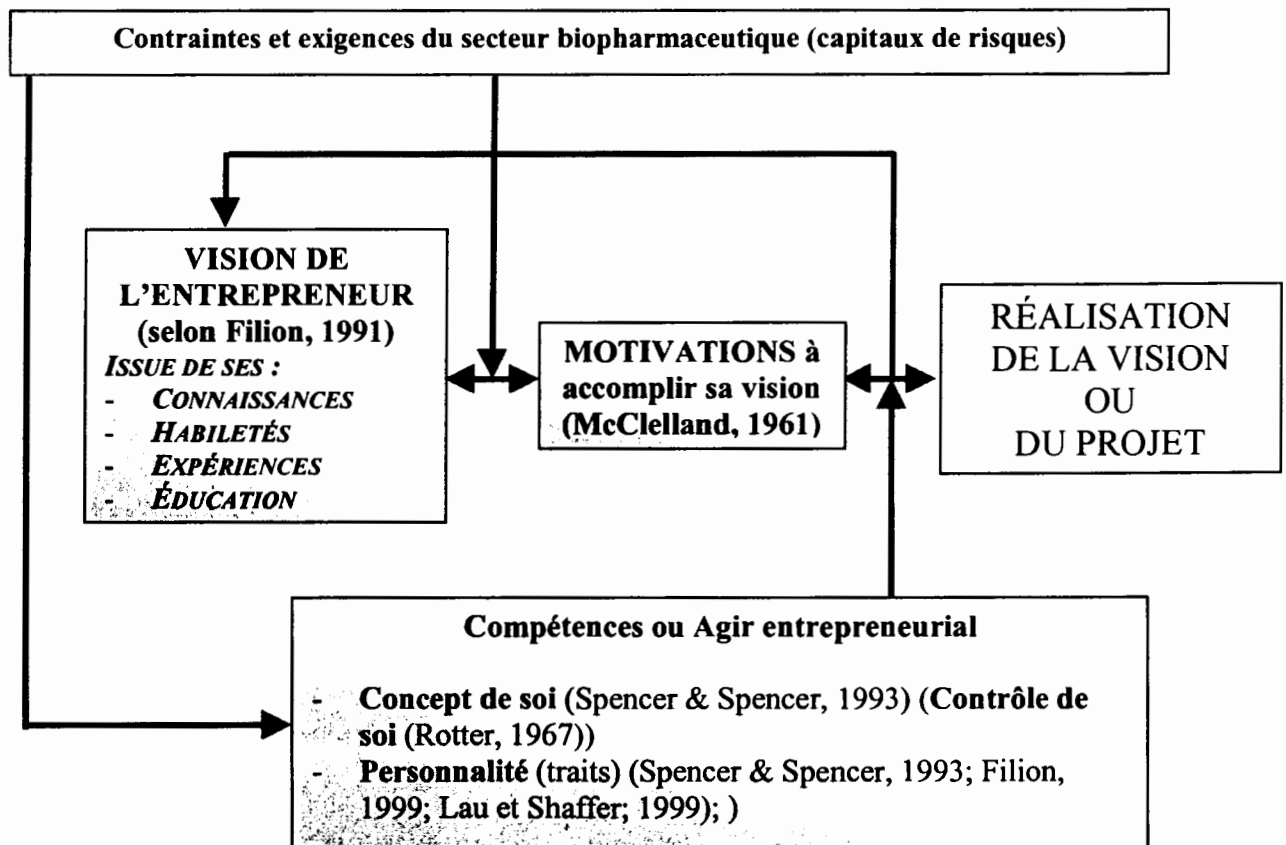 Contraintes et exigences du secteur biopharmaceutique (capitaux de risques)
VISION DE
L'ENTREPRENEUR
(selon Filion, 1991)
ISSUE DE SES :
- CONNAISSANCES
- HABILETÉS
- EXPÉRIENCES
- ÉDUCATION
MOTIVATIONS à
accomplir sa vision
(McClelland, 1961)
RÉALISATION
DE LA VISION
OU
DU PROJET
Compétences ou Agir entrepreneurial
- Concept de soi (Spencer & Spencer, 1993) (Contrôle de
soi (Rotter, 1967))
- Personnalité (traits) (Spencer & Spencer, 1993; Filion,
1999; Lau et Shaffer; 1999); )